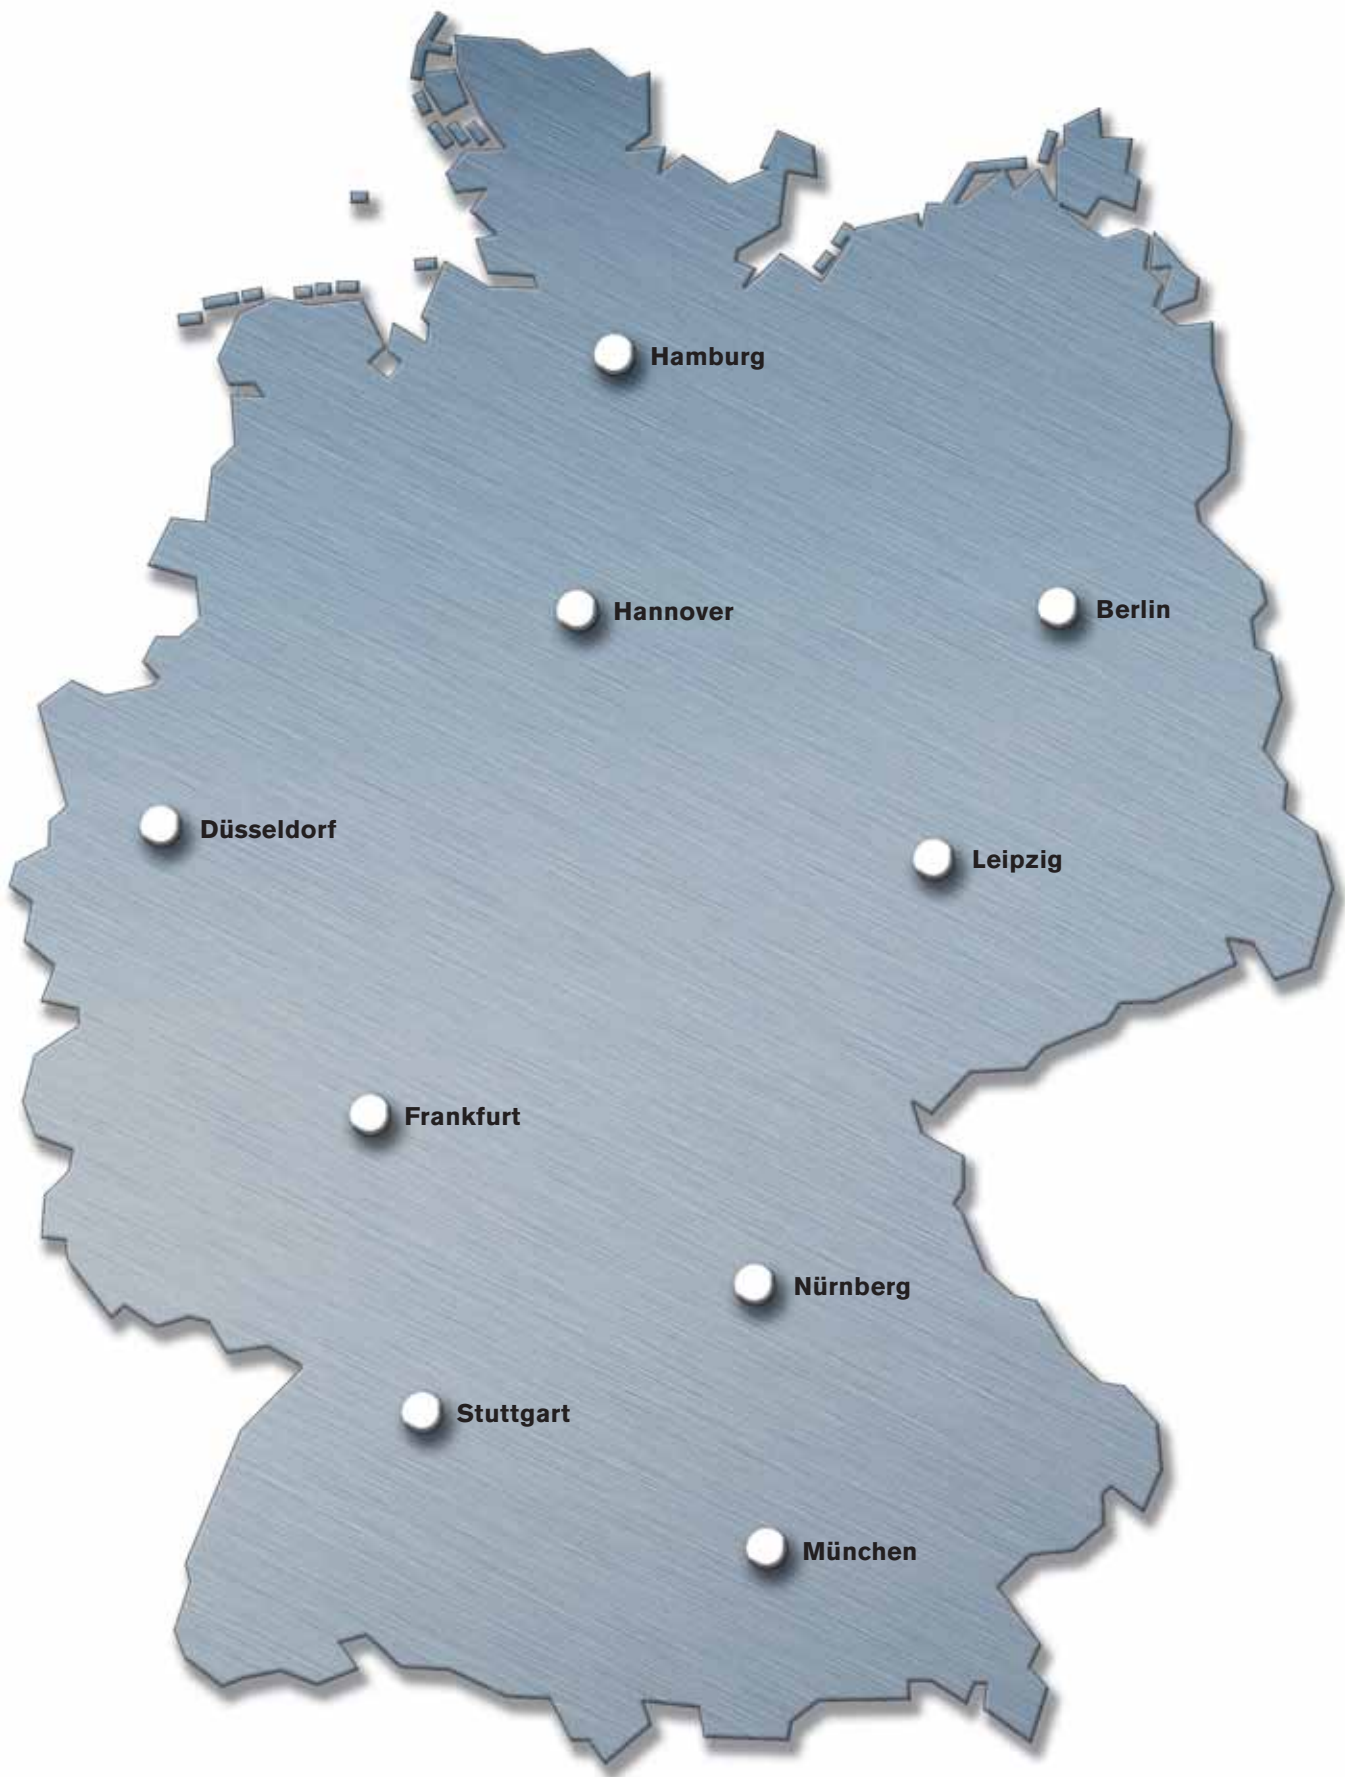 Hamburg
Hannover
Berlin
Düsseldorf
Leipzig
Frankfurt
Nürnberg
Stuttgart
München